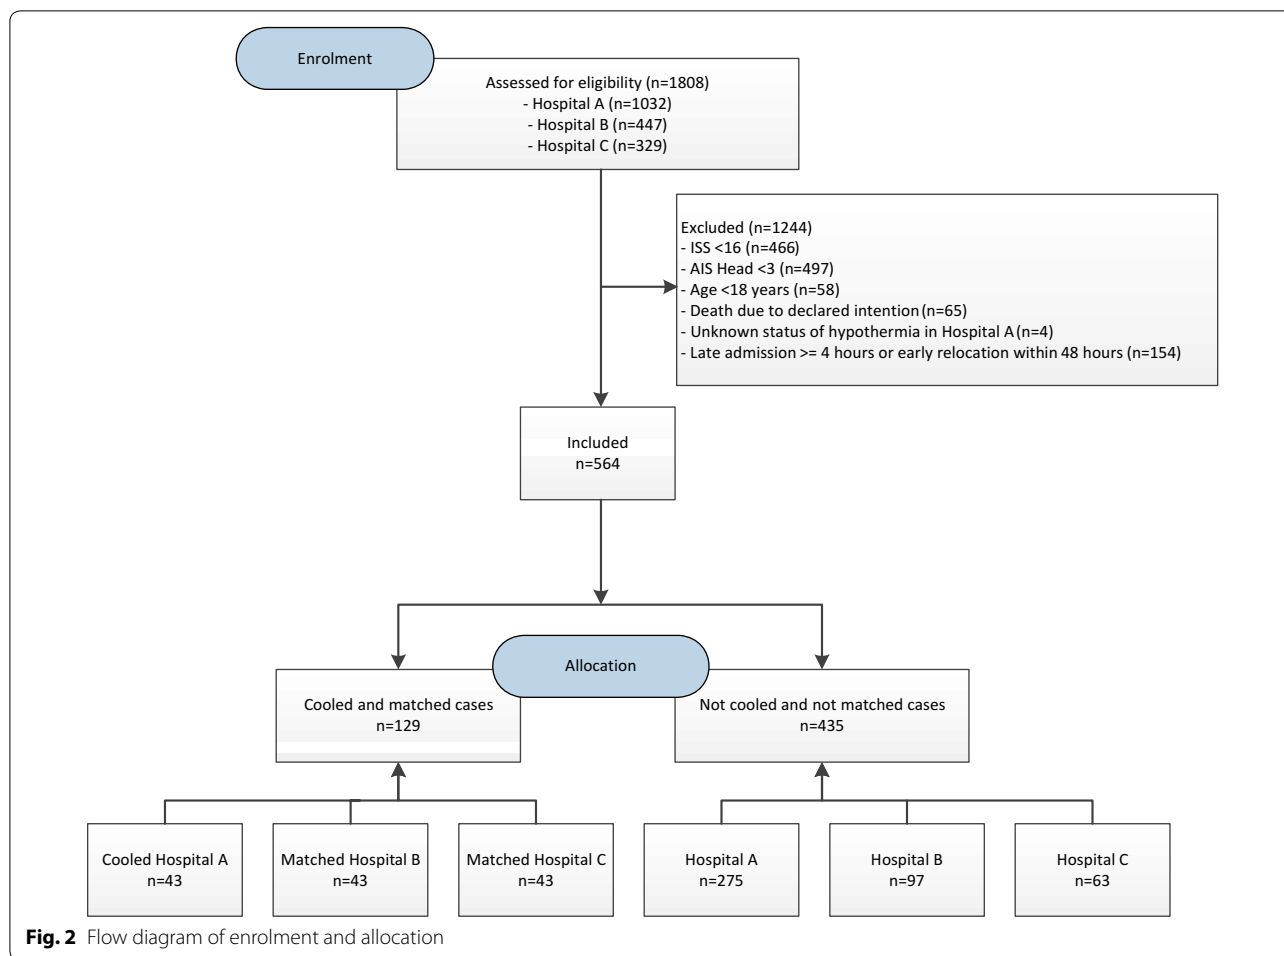 Enrolment
Assessed for eligibility (n=1808)
- Hospital A (n=1032)
- Hospital B (n=447)
- Hospital C (n=329)
Excluded (n=1244)
- ISS <16 (n=466)
- AIS Head <3 (n=497)
- Age <18 years (n=58)
- Death due to declared intention (n=65)
- Unknown status of hypothermia in Hospital A (n=4)
- Late admission >= 4 hours or early relocation within 48 hours (n=154)
Included
n=564
Allocation
Cooled and matched cases
n=129
Not cooled and not matched cases
n=435
Cooled Hospital A
n=43
Matched Hospital B
n=43
Matched Hospital C
n=43
Hospital A
n=275
Hospital B
n=97
Hospital C
n=63
Fig. 2 Flow diagram of enrolment and allocation